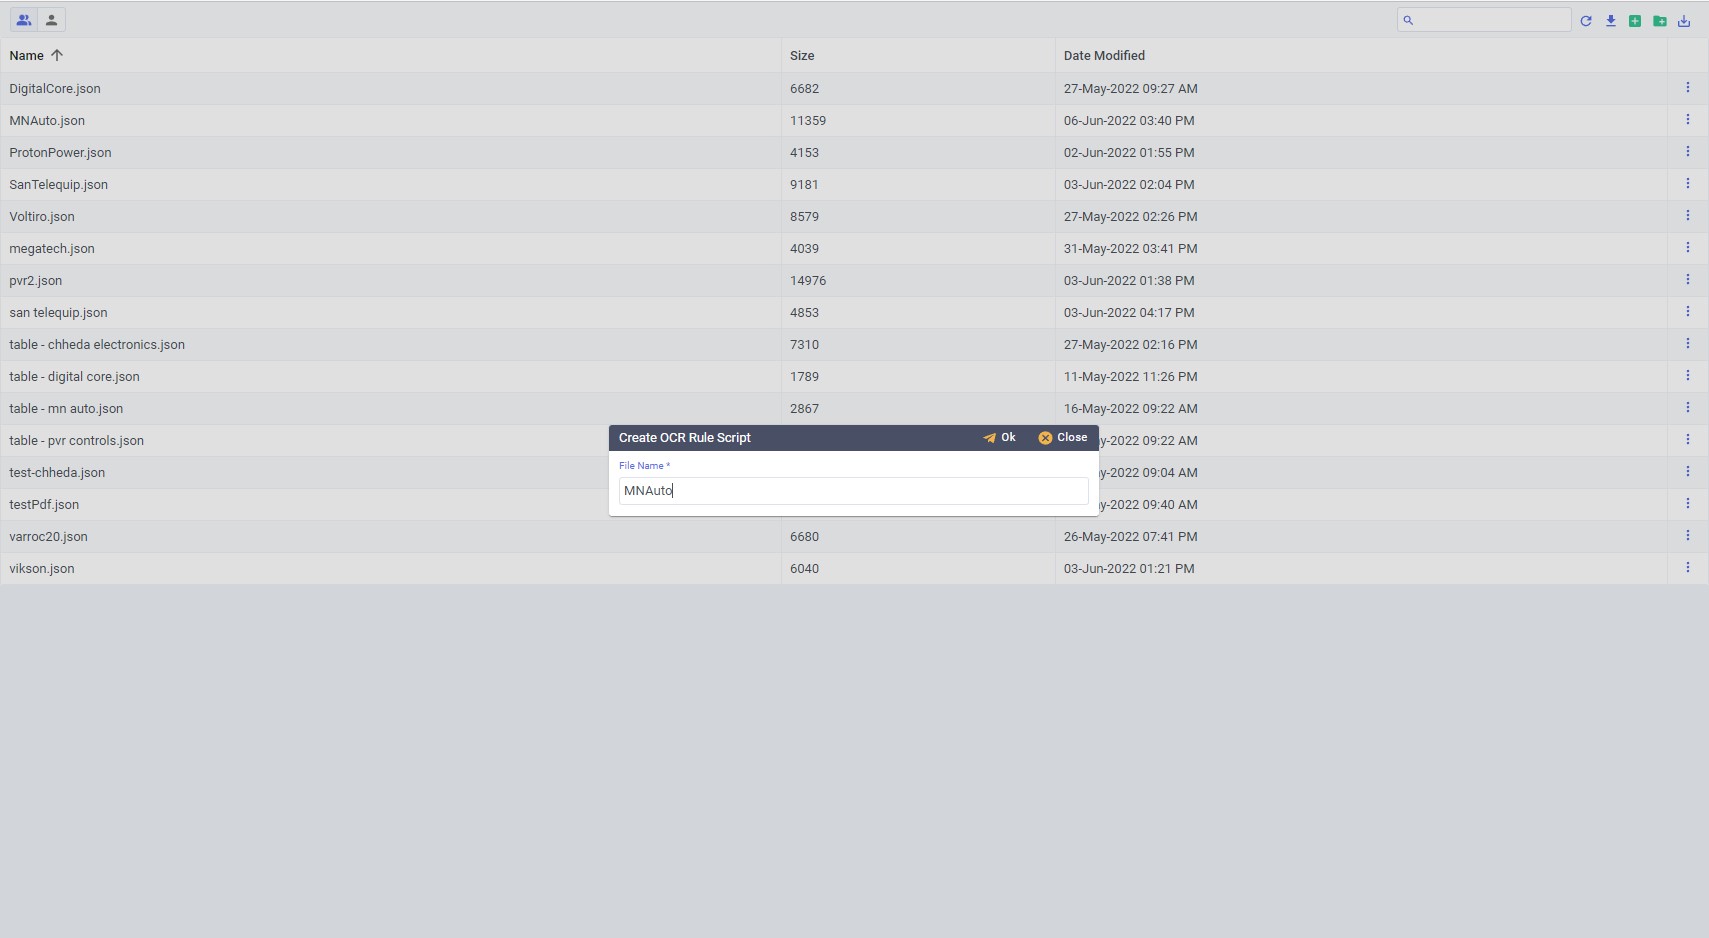 Name Size Date Modified
DigitalCore.json 6682 27-May-2022 09:27 AM
MNAuto.json 11359 06-Jun-2022 03:40 PM
ProtonPower.json 4153 02-Jun-2022 01:55 PM
SanTelequip.json 9181 03-Jun-2022 02:04 PM
Voltiro.json 8579 27-May-2022 02:26 PM
megatech.json 4039 31-May-2022 03:41 PM
pvr2.json 14976 03-Jun-2022 01:38 PM
san telequip.json 4853 03-Jun-2022 04:17 PM
table - chheda electronics.json 7310 27-May-2022 02:16 PM
table - digital core.json 1789 11-May-2022 11:26 PM
table - mn auto.json 2867 16-May-2022 09:22 AM
Create OCR Rule Script Ok Close
table - pvr controls.json y-2022 09:22 AM
File Name *
test-chheda.json y-2022 09:04 AM
MNAuto
testPdf.json y-2022 09:40 AM
varroc20.json 6680 26-May-2022 07:41 PM
vikson.json 6040 03-Jun-2022 01:21 PM